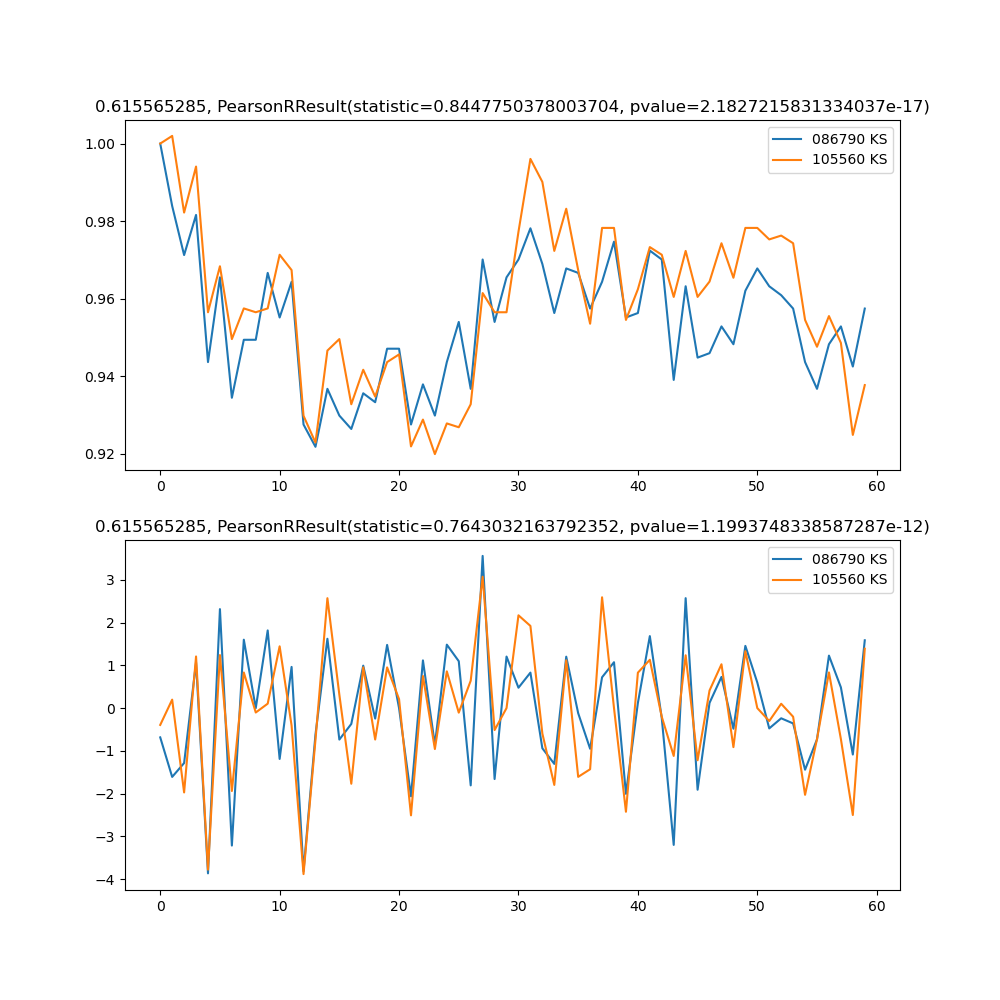 0.615565285, PearsonRResult(statistic=0.8447750378003704, pvalue=2.1827215831334037e-17)
086790 KS
105560 KS
1.00
0.98
0.96
0.94
0.92
0 10 20 30 40 50 60
0.615565285, PearsonRResult(statistic=0.7643032163792352, pvalue=1.1993748338587287e-12)
086790 KS
105560 KS
3
2
1
0
−1
−2
−3
−4
0 10 20 30 40 50 60